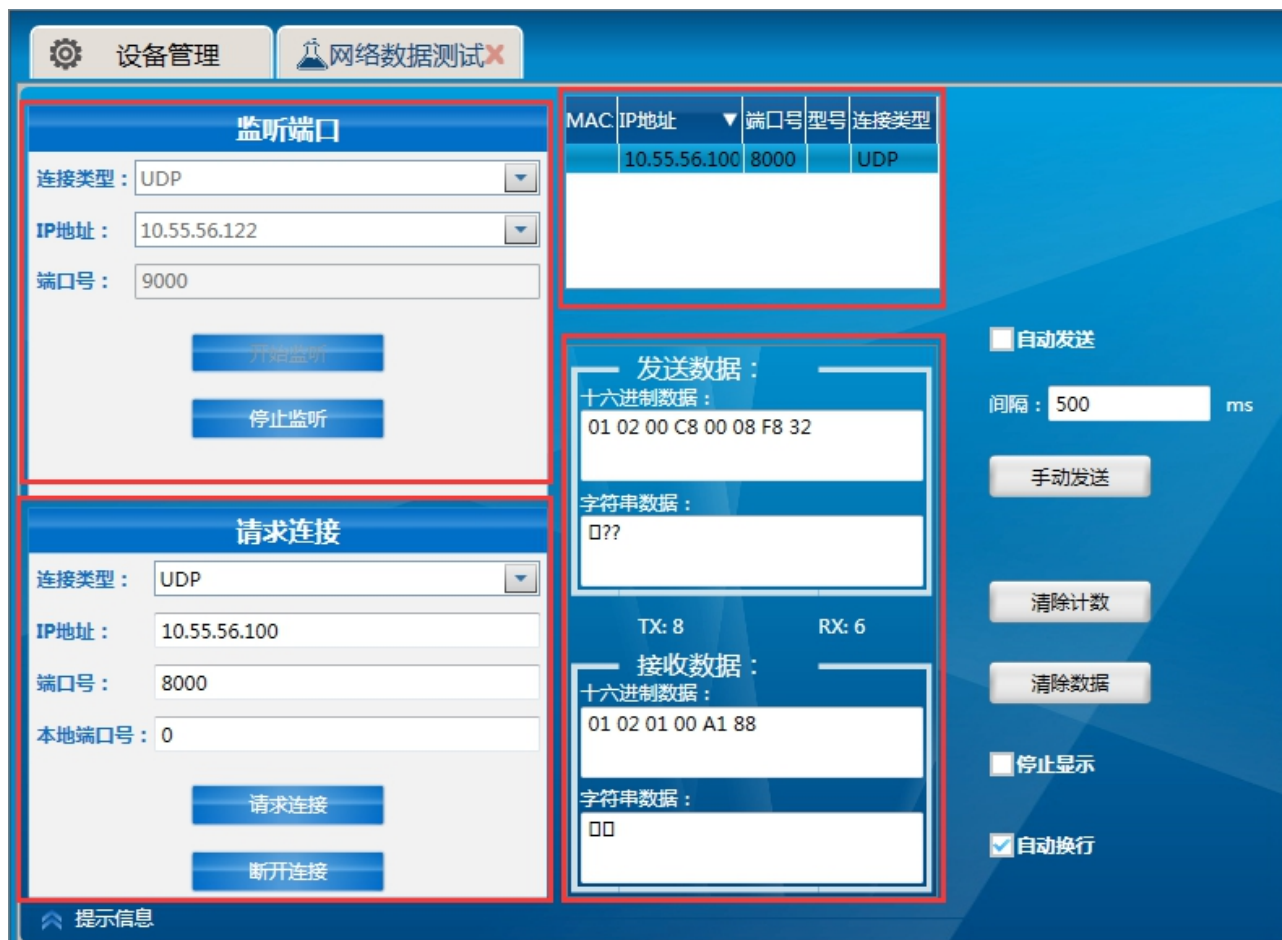 设备管理
网络数据测试
监听端口
连接类型：UDP
IP地址： 10.55.56.122
端口号： 9000
开始监听
停止监听
请求连接
连接类型： UDP
IP地址： 10.55.56.100
端口号： 8000
本地端口号：0
请求连接
断开连接
提示信息
MAC IP地址 ▼ 端口号 型号 连接类型
10.55.56.100 8000 UDP
发送数据：
十六进制数据：
01 02 00 C8 00 08 F8 32
字符串数据：
▯??
TX: 8 RX: 6
接收数据：
十六进制数据：
01 02 01 00 A1 88
字符串数据：
▯▯
自动发送
间隔：500 ms
手动发送
清除计数
清除数据
停止显示
自动换行